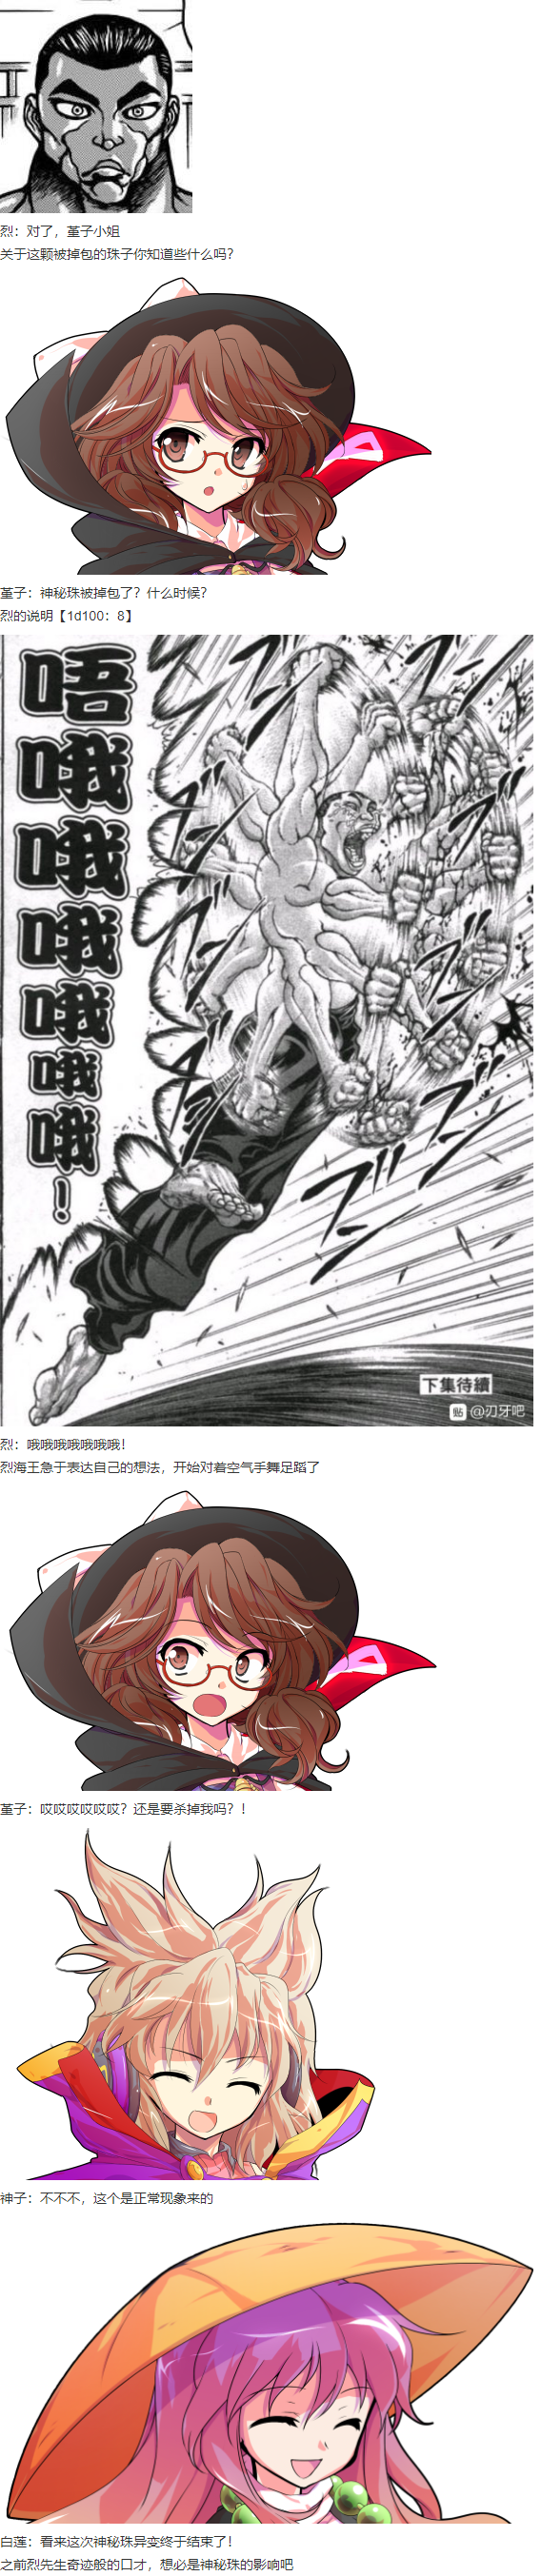 烈：对了，堇子小姐
关于这颗被掉包的珠子你知道些什么吗？
堇子：神秘珠被掉包了？什么时候？
烈的说明【1d100：8】
唔哦哦哦哦哦哦！
下集待續
贴 @刃牙吧
烈：哦哦哦哦哦哦哦！
烈海王急于表达自己的想法，开始对着空气手舞足蹈了
堇子：哎哎哎哎哎哎？还是要杀掉我吗？！
神子：不不不，这个是正常现象来的
白莲：看来这次神秘珠异变终于结束了！
之前烈先生奇迹般的口才，想必是神秘珠的影响吧